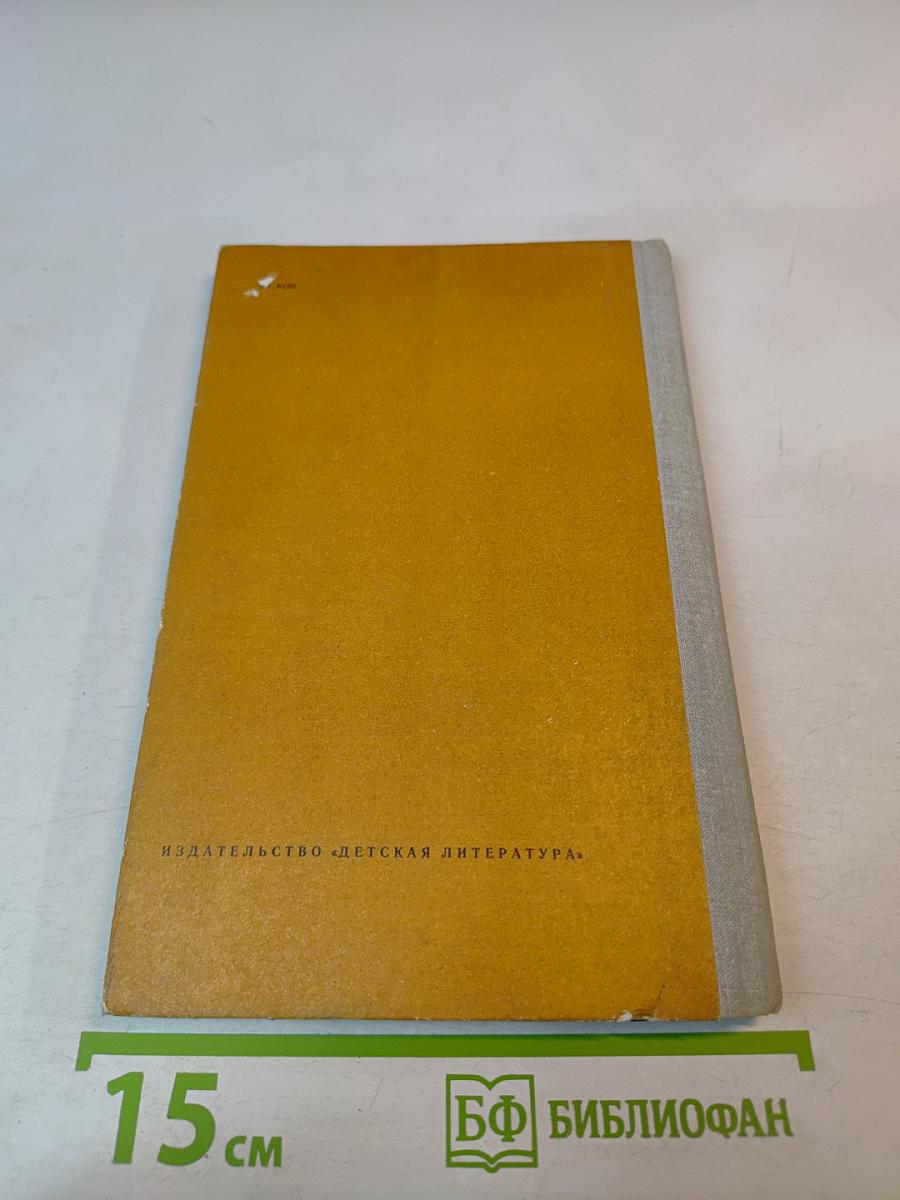 коп.
ИЗДАТЕЛЬСТВО «ДЕТСКАЯ ЛИТЕРАТУРА»
15 см
БФ БИБЛИОФАН